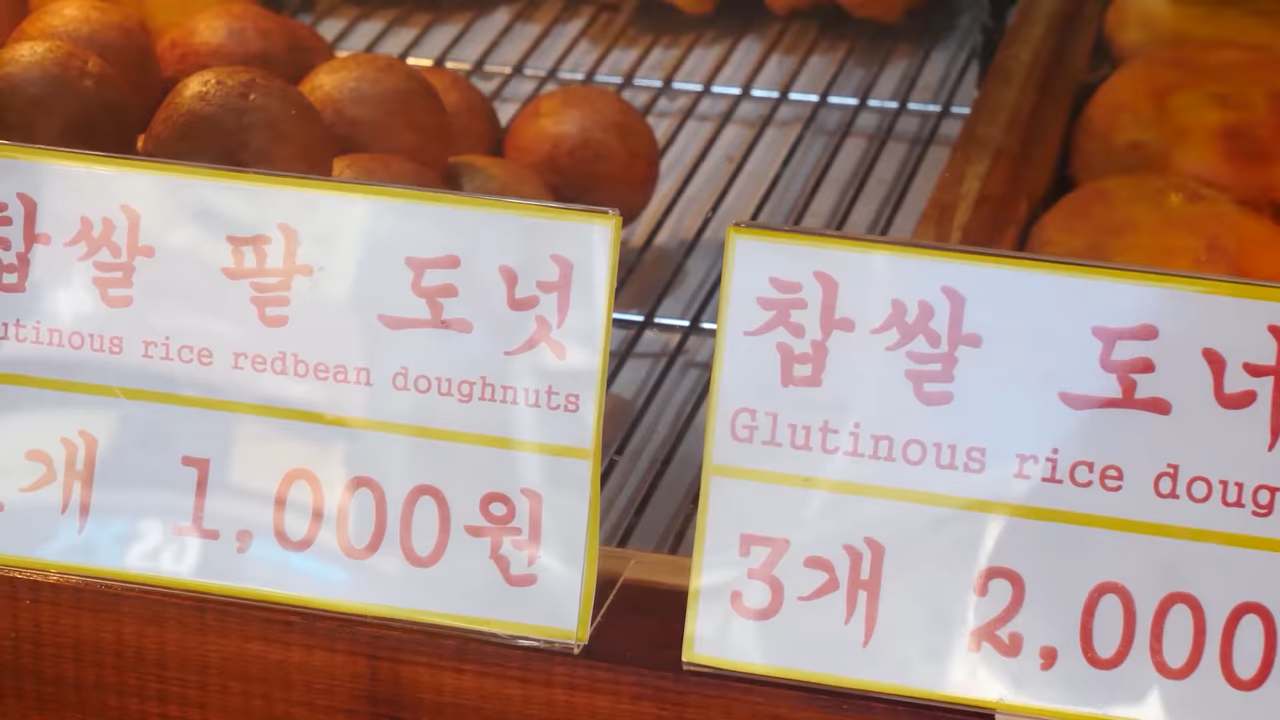 찹쌀 팥 도넛
utinous rice redbean doughnuts
개 1,000원
찹쌀 도너
Glutinous rice doug
3개 2,000